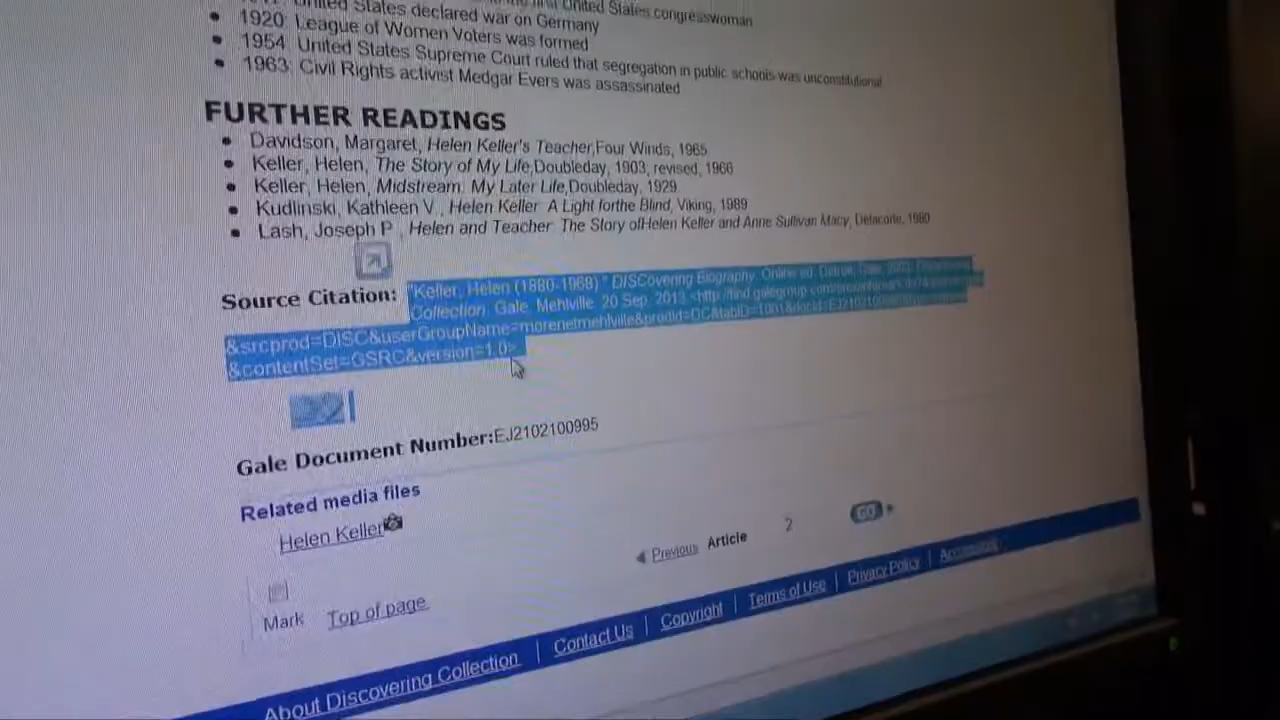 United States congresswoman
United States declared war on Germany
• 1920: League of Women Voters was formed
• 1954: United States Supreme Court ruled that segregation in public schools was unconstitutional
• 1963: Civil Rights activist Medgar Evers was assassinated
FURTHER READINGS
• Davidson, Margaret, Helen Keller's Teacher,Four Winds, 1965
• Keller, Helen, The Story of My Life,Doubleday, 1903; revised, 1966
• Keller, Helen, Midstream: My Later Life,Doubleday, 1929
• Kudlinski, Kathleen V., Helen Keller: A Light forthe Blind, Viking, 1989
• Lash, Joseph P., Helen and Teacher: The Story ofHelen Keller and Anne Sullivan Macy, Delacorte, 1980
Source Citation: "Keller, Helen (1880-1968)." DISCovering Biography. Online ed. Detroit: Gale, 2003.
Collection. Gale. Mehlville. 20 Sep. 2013
&srcprod=DISC&userGroupName=morenetmehlville&prodId=DC&tabID=T001&docId=
&contentSet=GSRC&version=1.0>.
Gale Document Number:EJ2102100995
Related media files
Helen Keller
Previous Article 2 GO
Mark Top of page
About Discovering Collection | Contact Us | Copyright | Terms of Use | Privacy Policy |